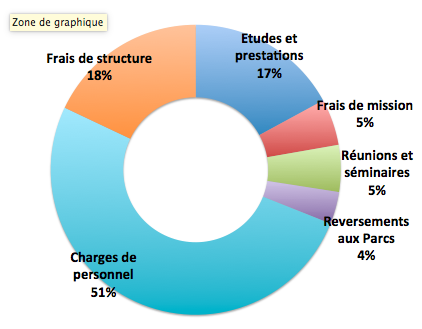 Zone de graphique
Etudes et
prestations
17%
Frais de structure
18%
Frais de mission
5%
Réunions et
séminaires
5%
Reversements
aux Parcs
4%
Charges de
personnel
51%